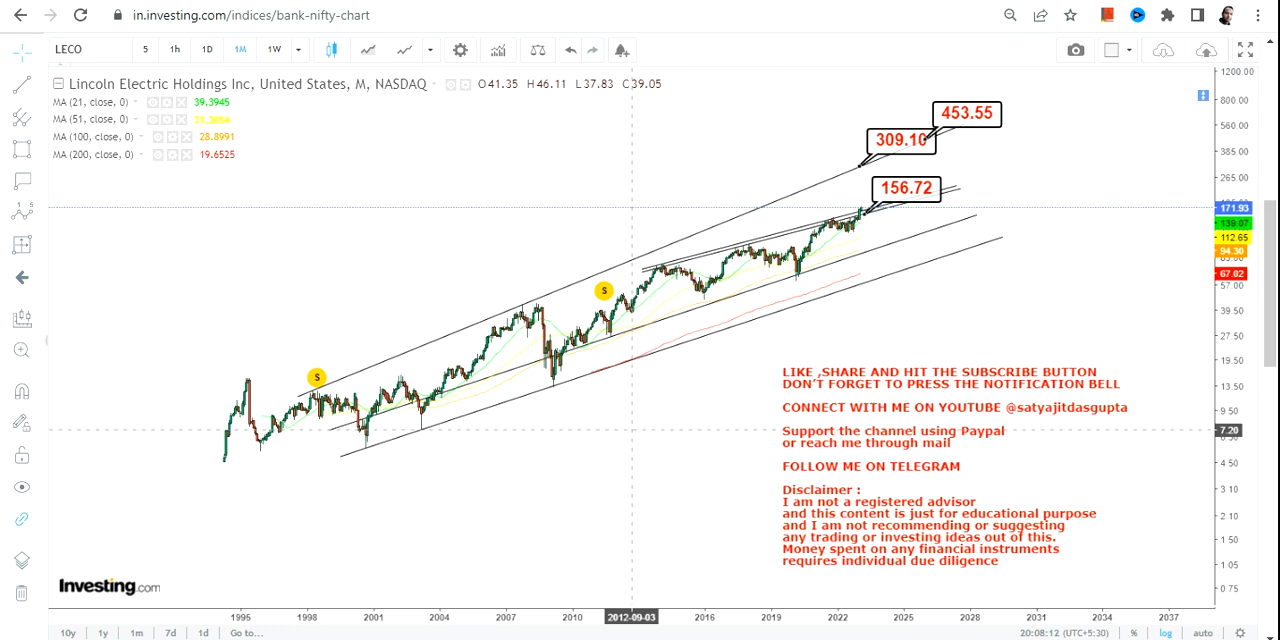 in.investing.com/indices/bank-nifty-chart
LECO 5 1h 1D 1M 1W
Lincoln Electric Holdings Inc, United States, M, NASDAQ O41.35 H46.11 L37.83 C39.05
MA (21, close, 0) 39.3945
MA (51, close, 0)
MA (100, close, 0) 28.8991
MA (200, close, 0) 19.6525
453.55
309.10
156.72
S
S
1200.00
800.00
560.00
385.00
265.00
171.93
139.07
112.65
94.30
67.02
57.00
39.50
27.50
19.50
13.50
9.50
7.20
4.50
3.10
2.10
1.50
1.05
0.75
LIKE ,SHARE AND HIT THE SUBSCRIBE BUTTON
DON'T FORGET TO PRESS THE NOTIFICATION BELL
CONNECT WITH ME ON YOUTUBE @satyajitdasgupta
Support the channel using Paypal
or reach me through mail
FOLLOW ME ON TELEGRAM
Disclaimer :
I am not a registered advisor
and this content is just for educational purpose
and I am not recommending or suggesting
any trading or investing ideas out of this.
Money spent on any financial instruments
requires individual due diligence
Investing.com
1995 1998 2001 2004 2007 2010 2012-09-03 2016 2019 2022 2025 2028 2031 2034 2037
10y 1y 1m 7d 1d Go to... 20:08:12 (UTC+5:30) % log auto